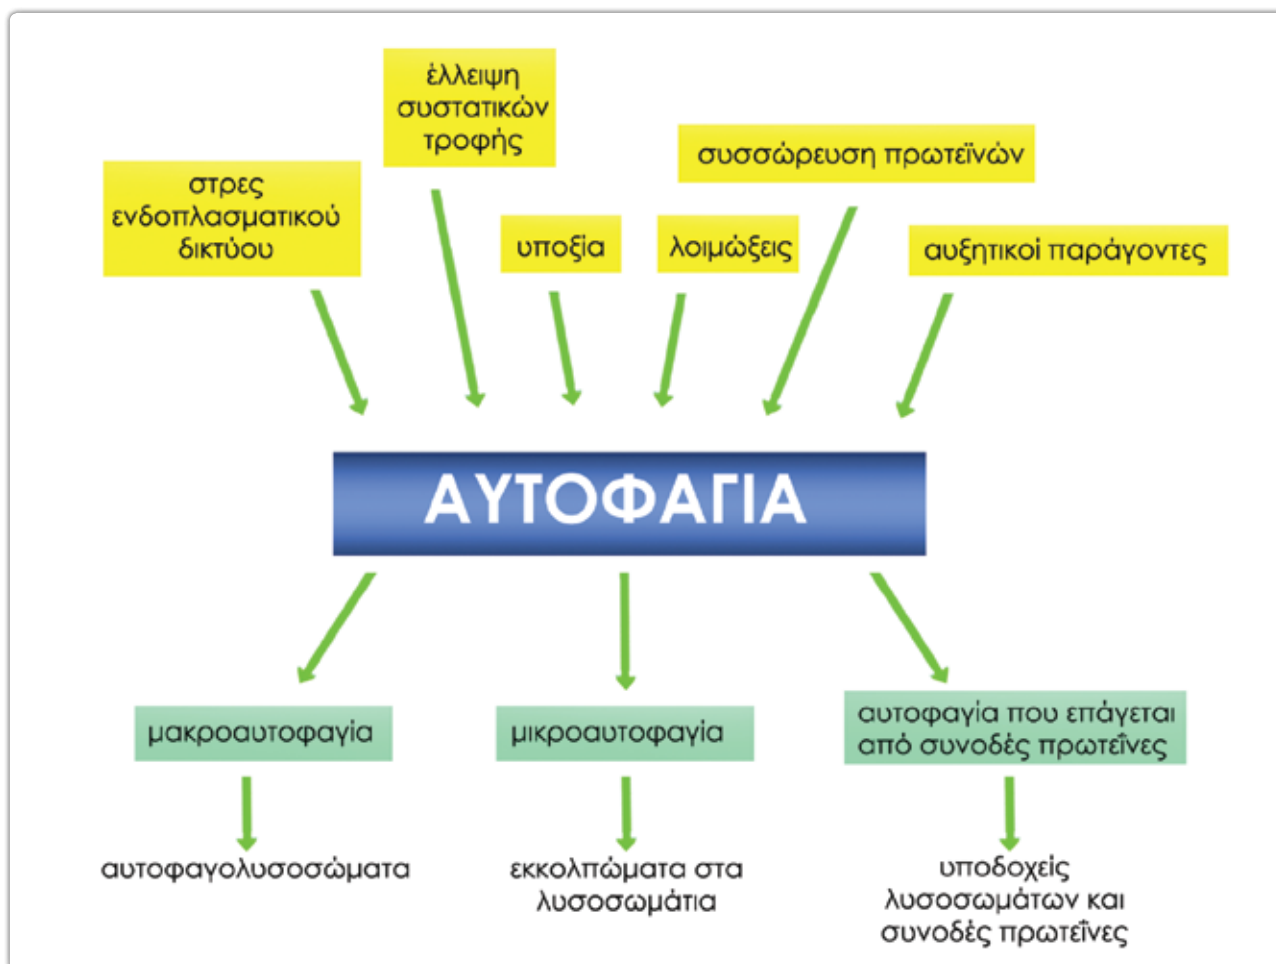 έλλειψη
συστατικών
τροφής
συσσώρευση πρωτεϊνών
στρες
ενδοπλασματικού
δικτύου
υποξία
λοιμώξεις
αυξητικοί παράγοντες
ΑΥΤΟΦΑΓΙΑ
μακροαυτοφαγία
μικροαυτοφαγία
αυτοφαγία που επάγεται
από συνοδές πρωτεΐνες
αυτοφαγολυσοσώματα
εκκολπώματα στα
λυσοσωμάτια
υποδοχείς
λυσοσωμάτων και
συνοδές πρωτεΐνες